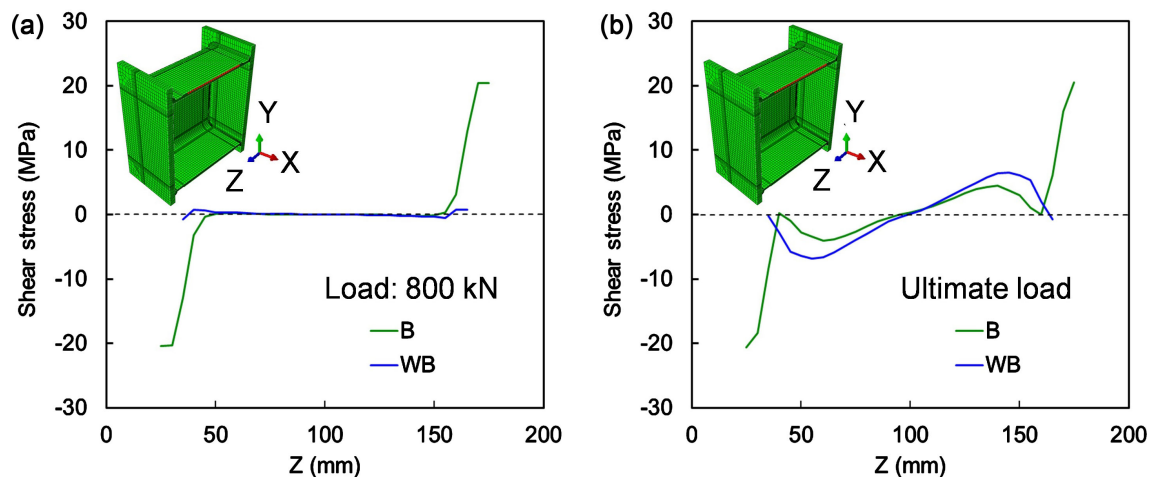 (a)
30
20
10
0
-10
-20
-30
Shear stress (MPa)
Y
X
Z
Load: 800 kN
B
WB
0
50
100
150
200
Z (mm)
(b)
30
20
10
0
-10
-20
-30
Shear stress (MPa)
Y
X
Z
Ultimate load
B
WB
0
50
100
150
200
Z (mm)